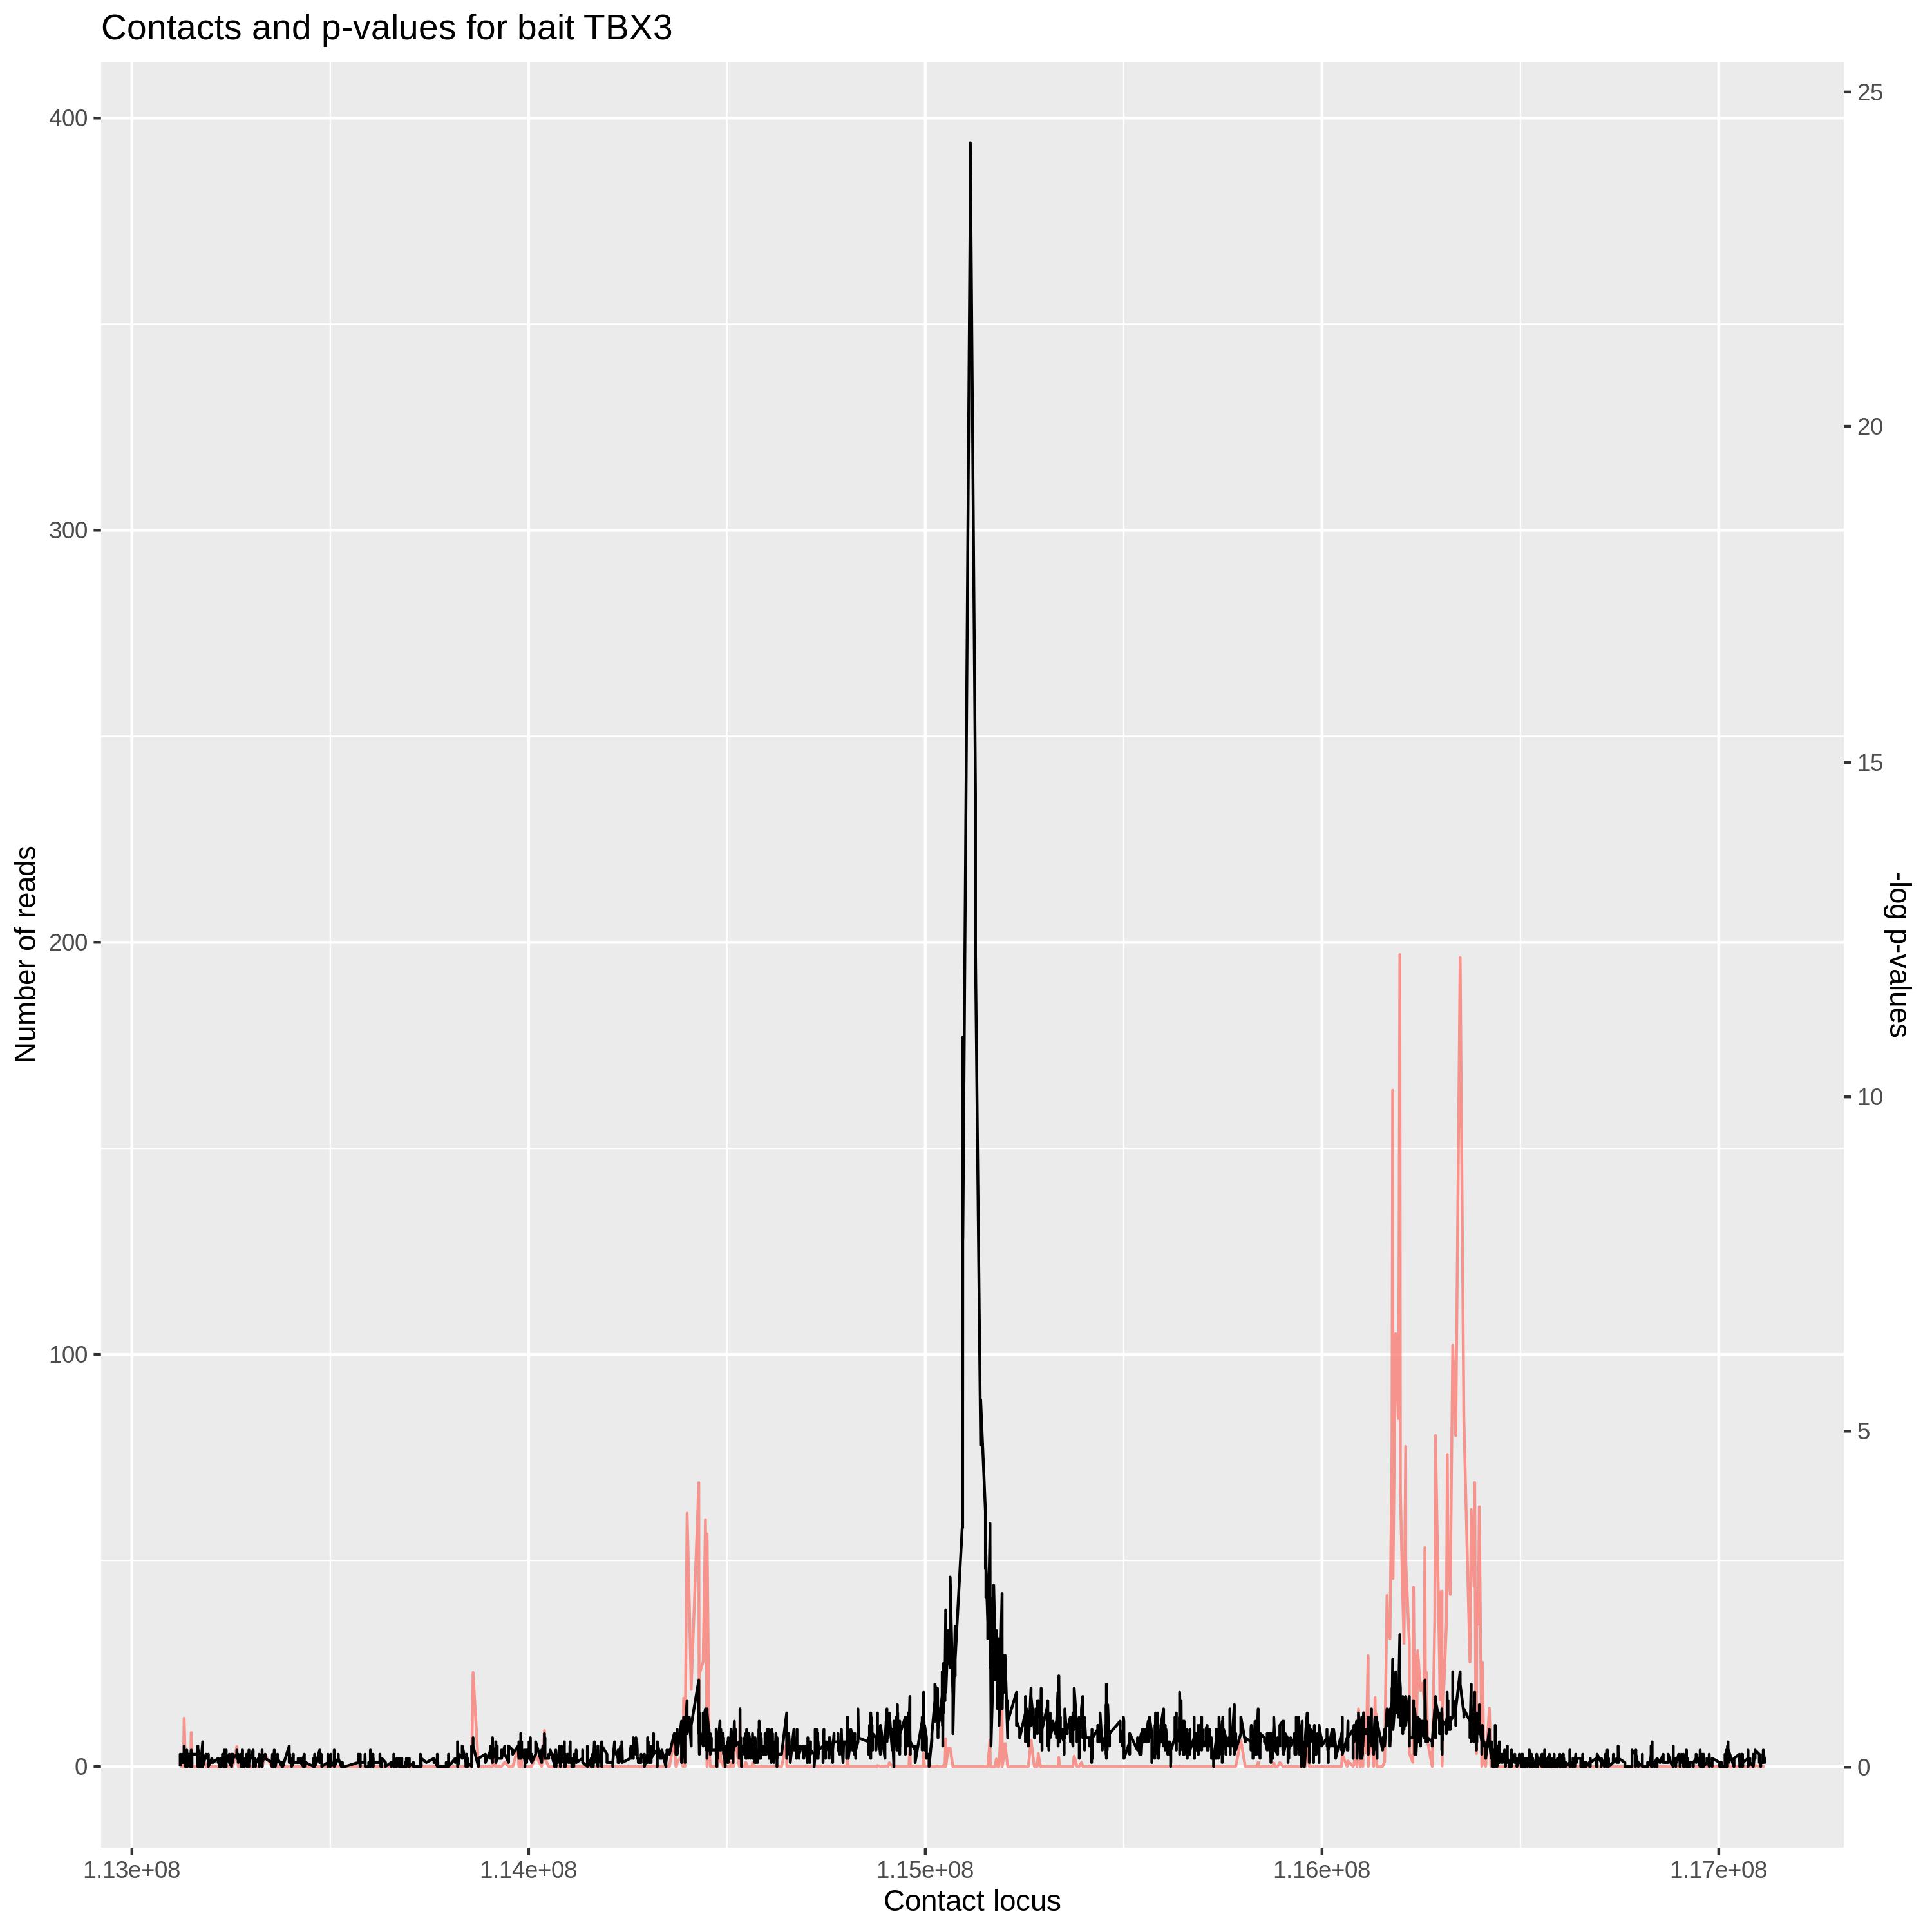 Contacts and p-values for bait TBX3
400
300
200
100
0
Number of reads
25
20
15
10
5
0
-log p-values
1.13e+08
1.14e+08
1.15e+08
1.16e+08
1.17e+08
Contact locus